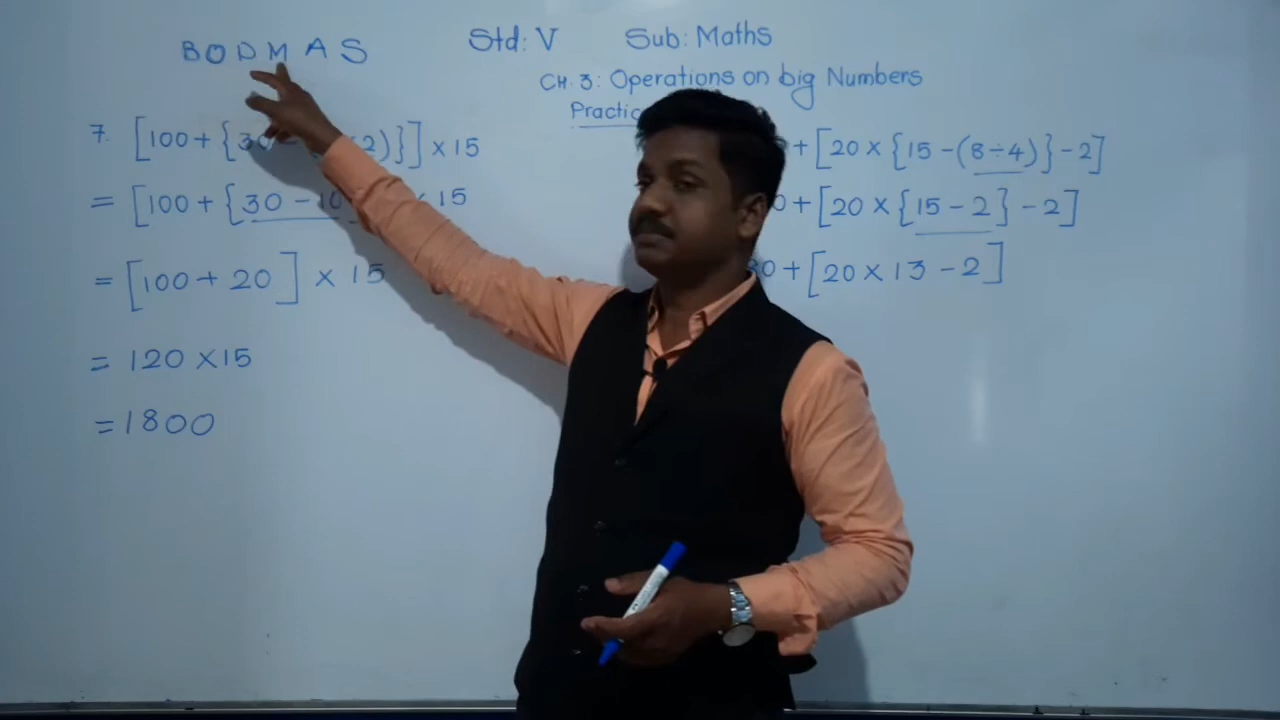 BODMAS
Std: V Sub: Maths
CH. 3: Operations on big Numbers
7. [100 + {30 - 2)}] × 15
= [100 + {30 - 10 × 15
= [100 + 20] × 15
= 120 × 15
= 1800
+ [20 × {15 - (8 ÷ 4)} - 2]
0 + [20 × {15 - 2} - 2]
0 + [20 × 13 - 2]